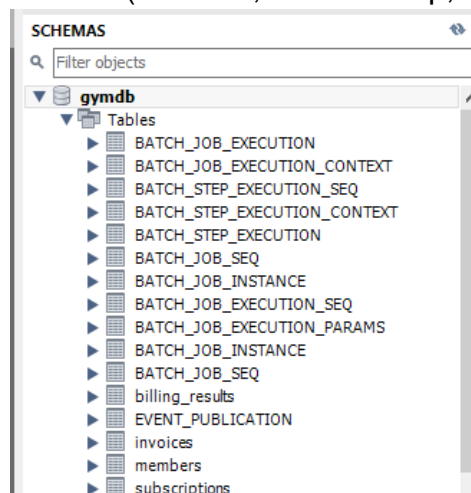 SCHEMAS
Filter objects
gymdb
Tables
BATCH_JOB_EXECUTION
BATCH_JOB_EXECUTION_CONTEXT
BATCH_STEP_EXECUTION_SEQ
BATCH_STEP_EXECUTION_CONTEXT
BATCH_STEP_EXECUTION
BATCH_JOB_SEQ
BATCH_JOB_INSTANCE
BATCH_JOB_EXECUTION_SEQ
BATCH_JOB_EXECUTION_PARAMS
BATCH_JOB_INSTANCE
BATCH_JOB_SEQ
billing_results
EVENT_PUBLICATION
invoices
members
subscriptions